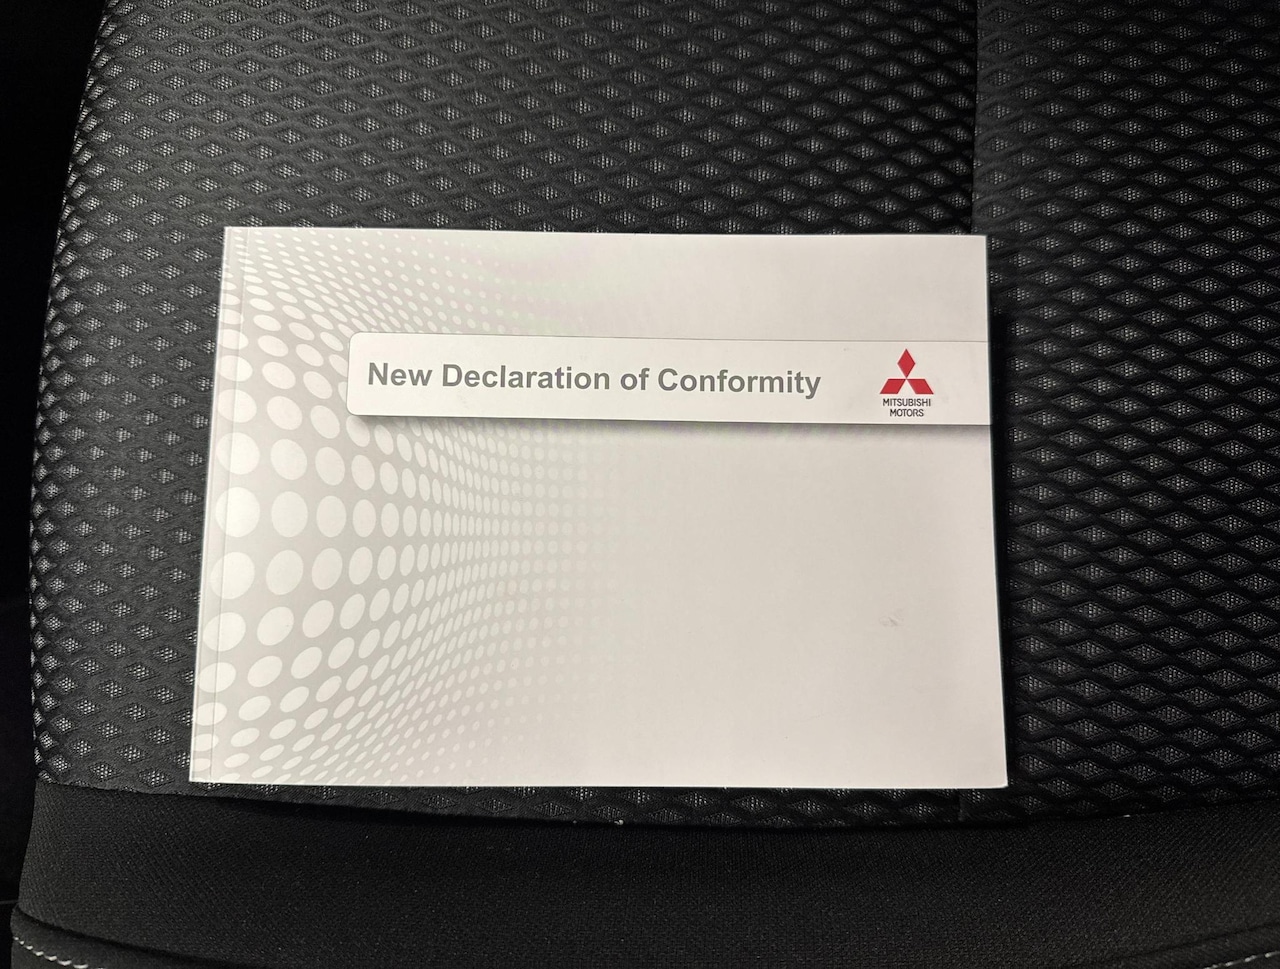 New Declaration of Conformity
MITSUBISHI
MOTORS